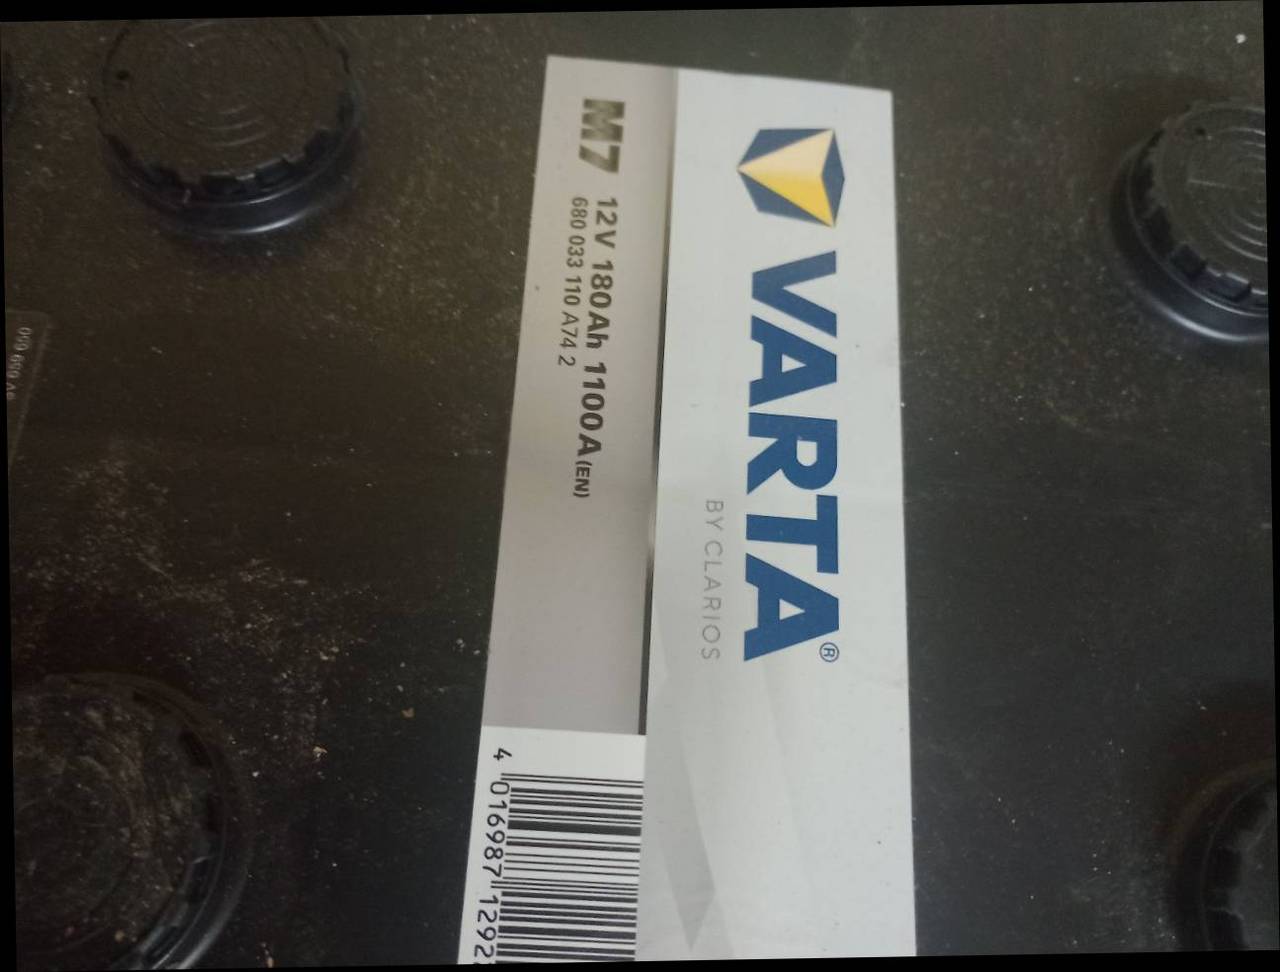 VARTA®
BY CLARIOS
M7 12V 180Ah 1100A (EN)
680 033 110 A74 2
4 016987 1292